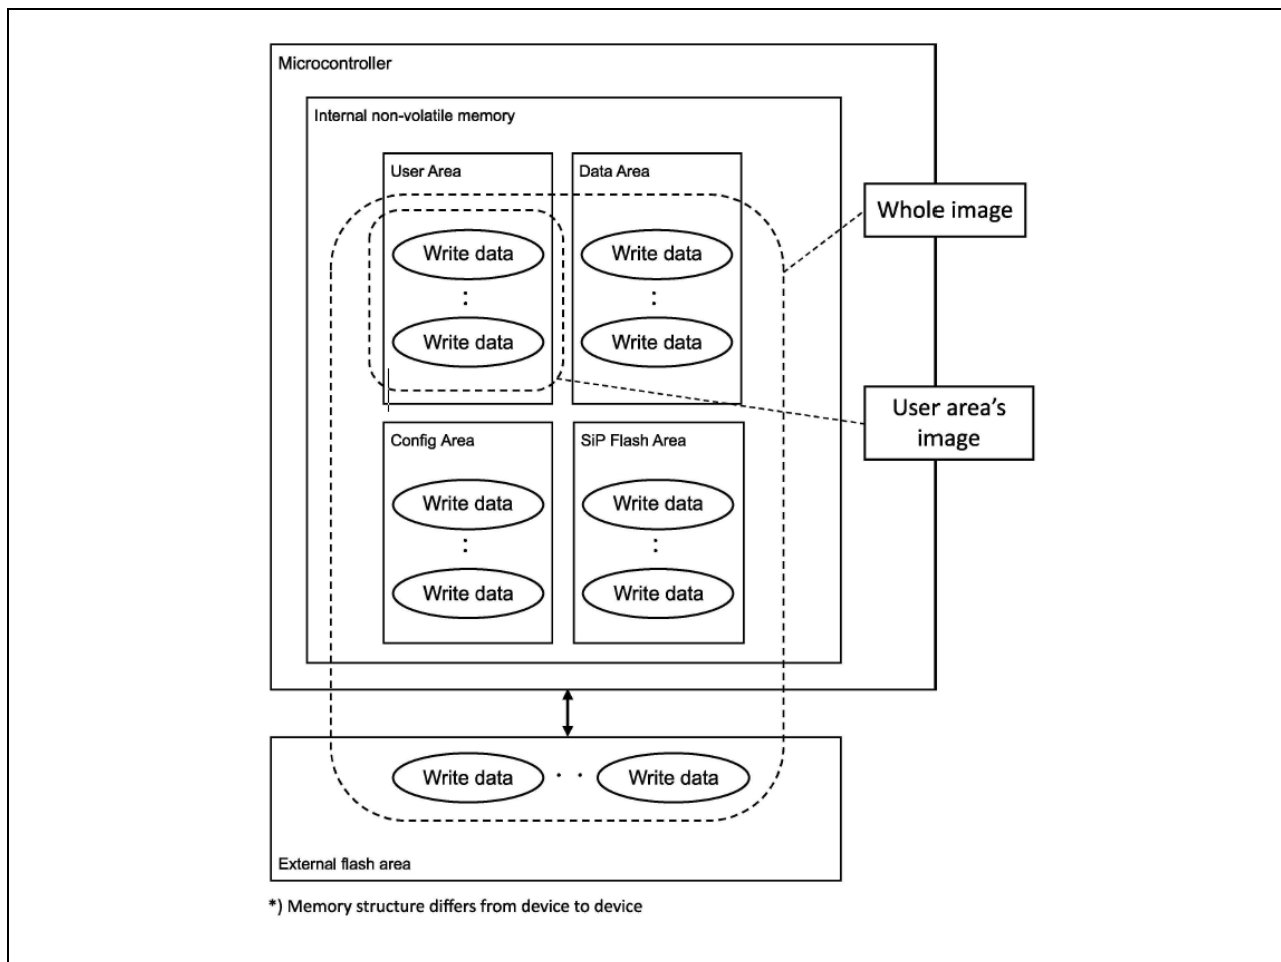 Microcontroller
Internal non-volatile memory
User Area
Data Area
Whole image
Write data
Write data
:
:
Write data
Write data
User area's
image
Config Area
SiP Flash Area
Write data
Write data
:
:
Write data
Write data
Write data
· ·
Write data
External flash area
*) Memory structure differs from device to device